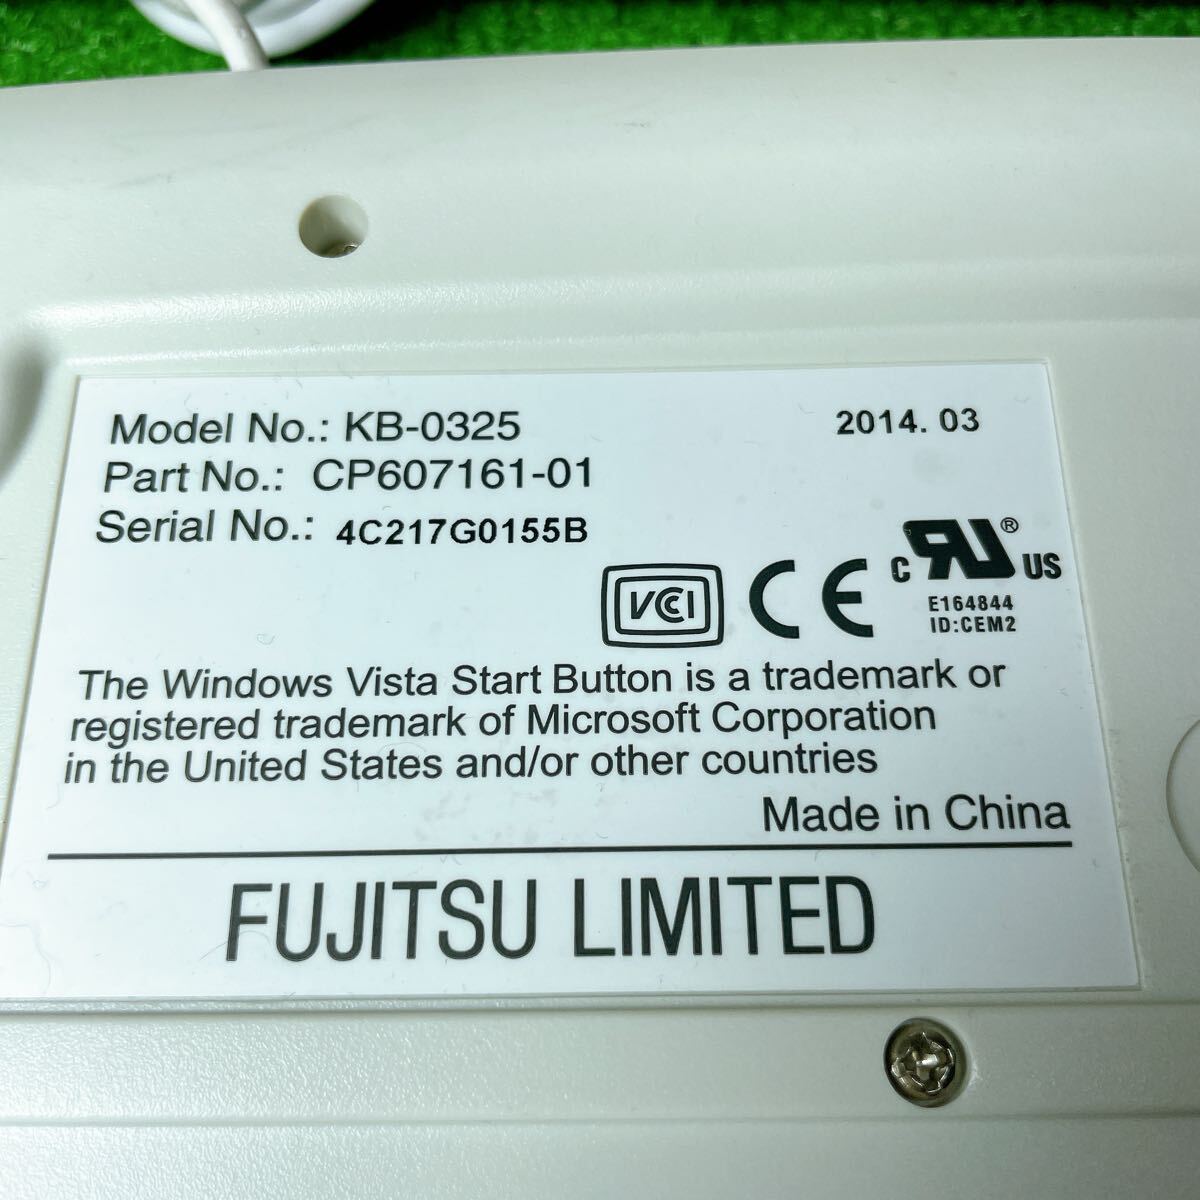 Model No.: KB-0325
2014. 03
Part No.: CP607161-01
Serial No.: 4C217G0155B
VCCI
CE
c RU ® US
E164844
ID:CEM2
The Windows Vista Start Button is a trademark or
registered trademark of Microsoft Corporation
in the United States and/or other countries
Made in China
FUJITSU LIMITED